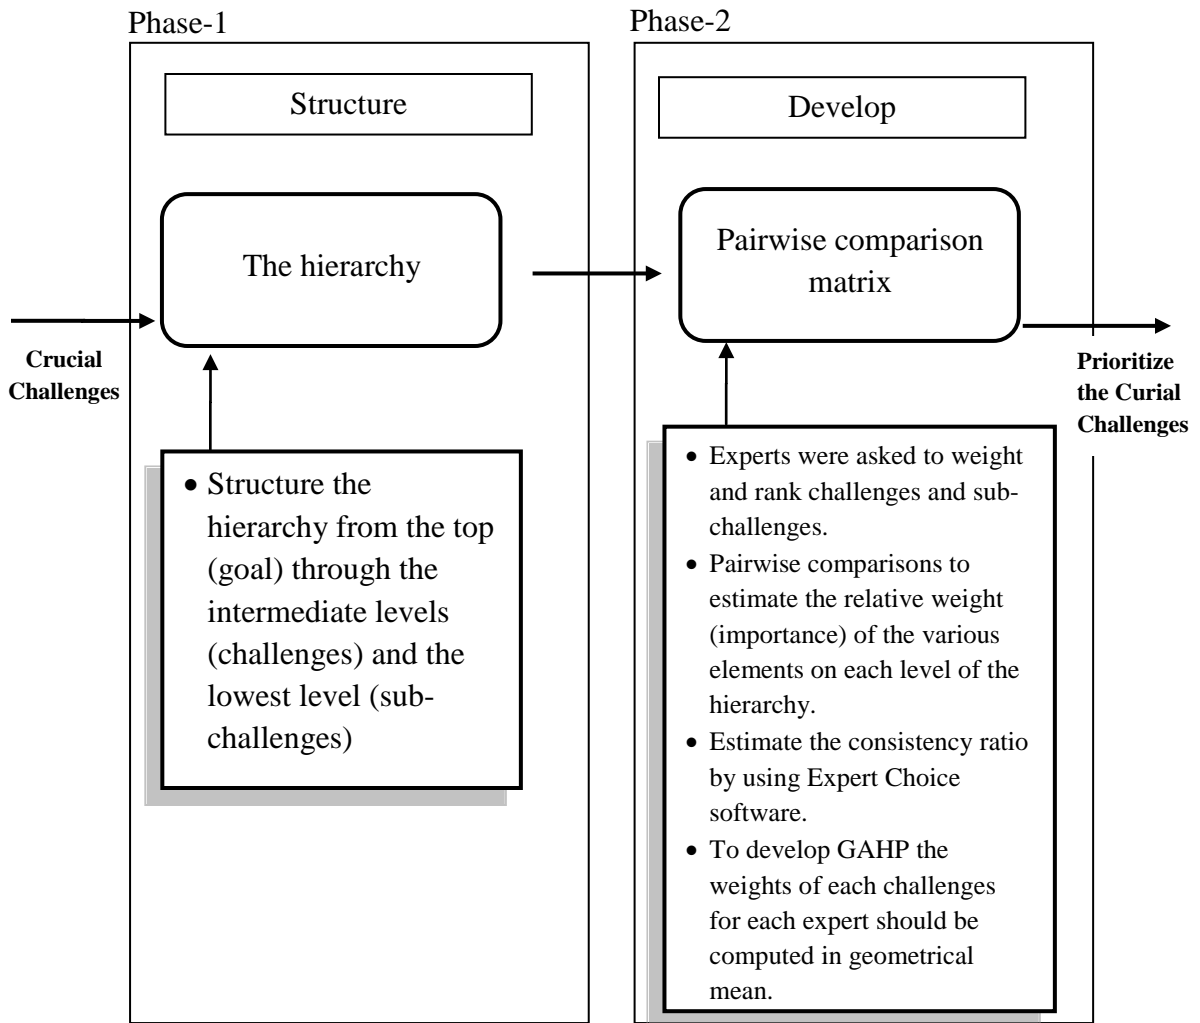 Phase-1
Structure
The hierarchy
Crucial
Challenges
• Structure the
hierarchy from the top
(goal) through the
intermediate levels
(challenges) and the
lowest level (sub-
challenges)
Phase-2
Develop
Pairwise comparison
matrix
• Experts were asked to weight
and rank challenges and sub-
challenges.
• Pairwise comparisons to
estimate the relative weight
(importance) of the various
elements on each level of the
hierarchy.
• Estimate the consistency ratio
by using Expert Choice
software.
• To develop GAHP the
weights of each challenges
for each expert should be
computed in geometrical
mean.
Prioritize
the Curial
Challenges